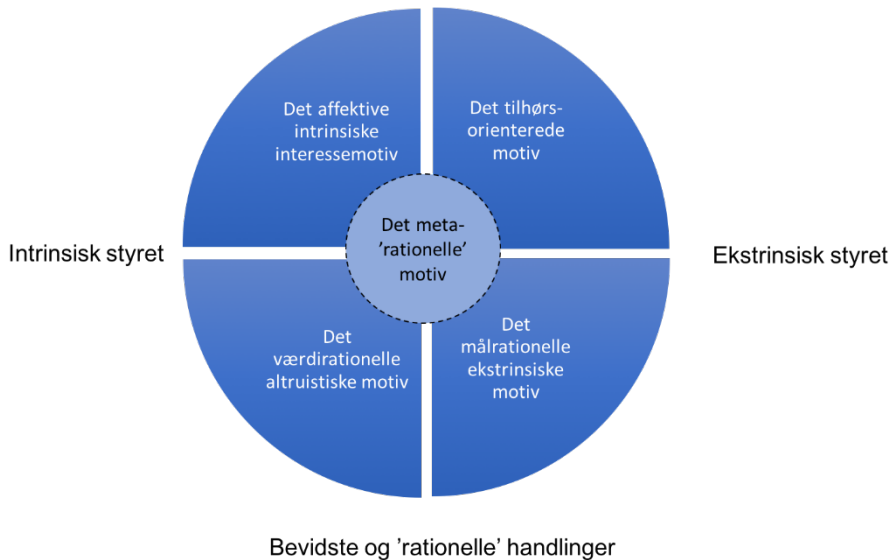 Det affektive
intrinsiske
interessemotiv
Det tilhørs-
orienterede
motiv
Intrinsisk styret
Det meta-
’rationelle’
motiv
Ekstrinsisk styret
Det
værdirationelle
altruistiske motiv
Det
målrationelle
ekstrinsiske
motiv
Bevidste og ’rationelle’ handlinger